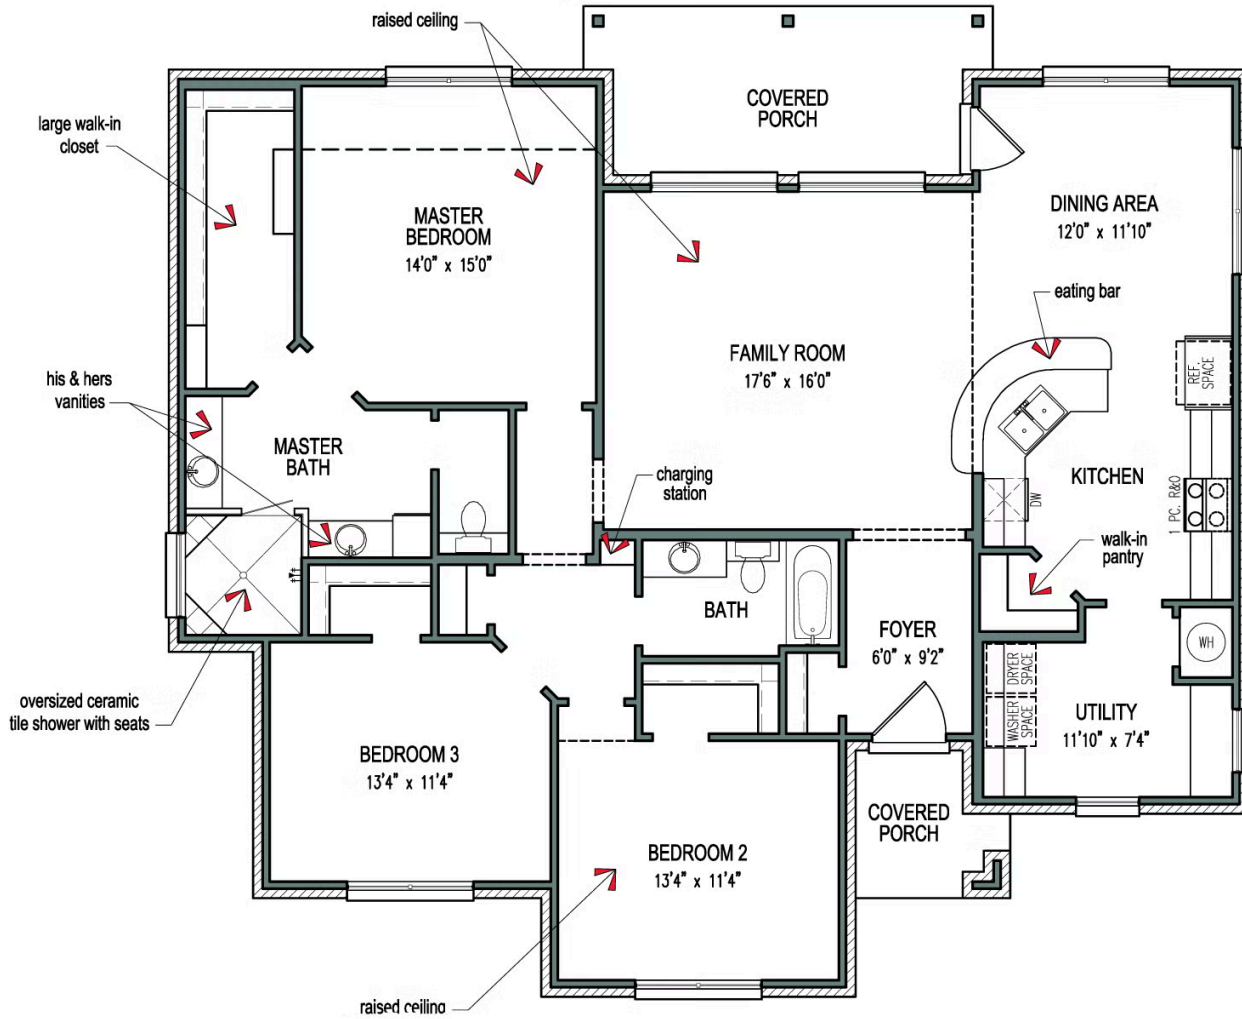 raised ceiling
COVERED
PORCH
large walk-in
closet
MASTER
BEDROOM
14'0" x 15'0"
DINING AREA
12'0" x 11'10"
eating bar
FAMILY ROOM
17'6" x 16'0"
REF.
SPACE
his & hers
vanities
MASTER
BATH
charging
station
KITCHEN
DW
1 PC. R&O
walk-in
pantry
BATH
FOYER
6'0" x 9'2"
WH
DRYER
SPACE
WASHER
SPACE
oversized ceramic
tile shower with seats
UTILITY
11'10" x 7'4"
BEDROOM 3
13'4" x 11'4"
COVERED
PORCH
BEDROOM 2
13'4" x 11'4"
raised ceiling